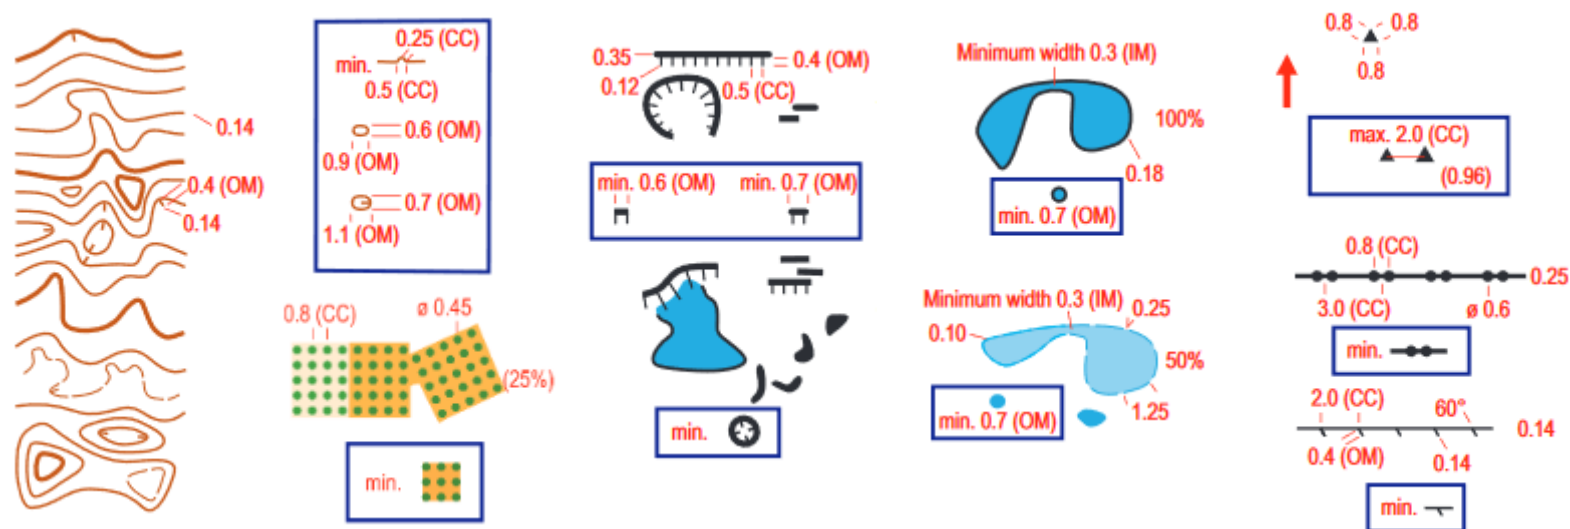 0.14
0.4 (OM)
0.14
0.25 (CC)
min.
0.5 (CC)
0.6 (OM)
0.9 (OM)
0.7 (OM)
1.1 (OM)
0.8 (CC)
ø 0.45
(25%)
min.
0.35
0.4 (OM)
0.12
0.5 (CC)
min. 0.6 (OM)
min. 0.7 (OM)
min.
Minimum width 0.3 (IM)
100%
0.18
min. 0.7 (OM)
Minimum width 0.3 (IM)
0.25
0.10
50%
1.25
min. 0.7 (OM)
0.8
0.8
0.8
max. 2.0 (CC)
(0.96)
0.8 (CC)
0.25
3.0 (CC)
ø 0.6
min.
2.0 (CC)
60°
0.14
0.4 (OM)
0.14
min.